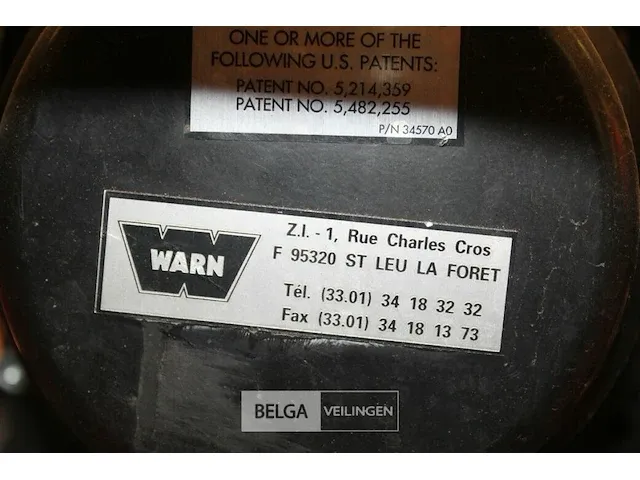 ONE OR MORE OF THE
FOLLOWING U.S. PATENTS:
PATENT NO. 5,214,359
PATENT NO. 5,482,255
P/N 34570 A0
WARN
Z.I. - 1, Rue Charles Cros
F 95320 ST LEU LA FORET
Tél. (33.01) 34 18 32 32
Fax (33.01) 34 18 13 73
BELGA VEILINGEN